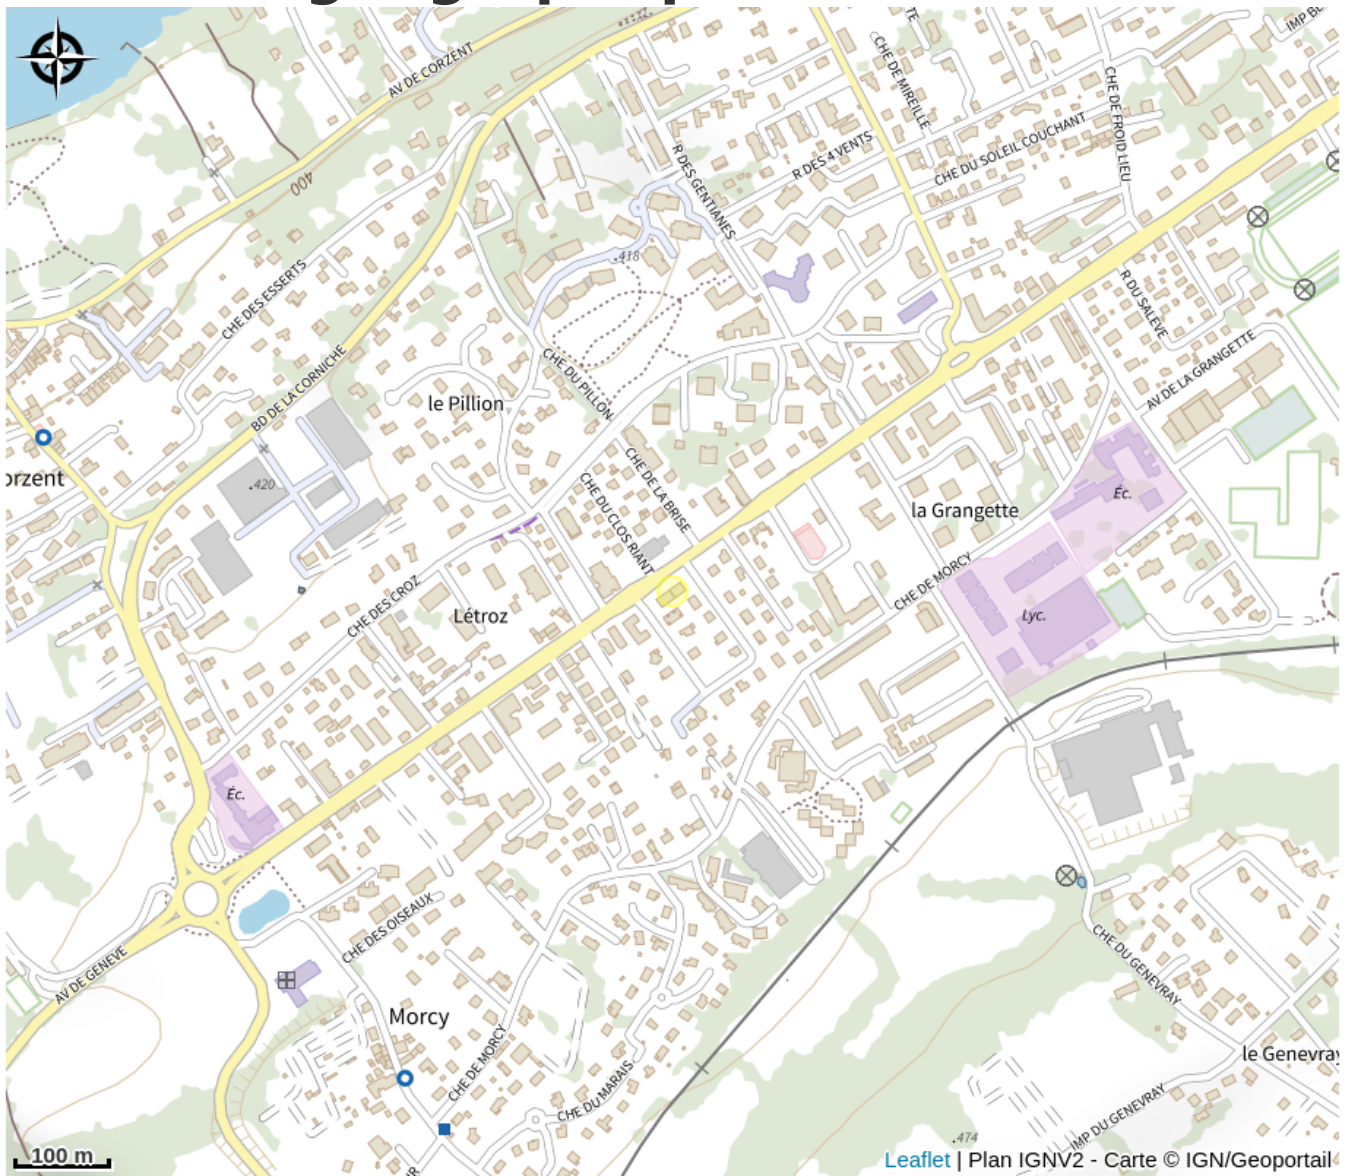 AV DE CORZENT
CHE DE MIREILLE
CHE DE FROID LIEU
R DES GENTIANES
R DES 4 VENTS
CHE DU SOLEIL COUCHANT
400
.418
CHE DES ESSERTS
R DU SALEVE
BD DE LA CORNICHE
CHE DU PILLON
AV DE LA GRANGETTE
le Pillion
.420
CHE DE LA BRISE
CHE DU CLOS RIANT
Éc.
la Grangette
CHE DE MORCY
CHE DES CROZ
Létroz
Lyc.
Éc.
CHE DES OISEAUX
AV DE GENEVE
CHE DU GENEVRAY
Morcy
CHE DE MORCY
le Genevray
CHE DU MARAIS
IMP DU GENEVRAY
.474
100 m
Leaflet | Plan IGNV2 - Carte © IGN/Geoportail